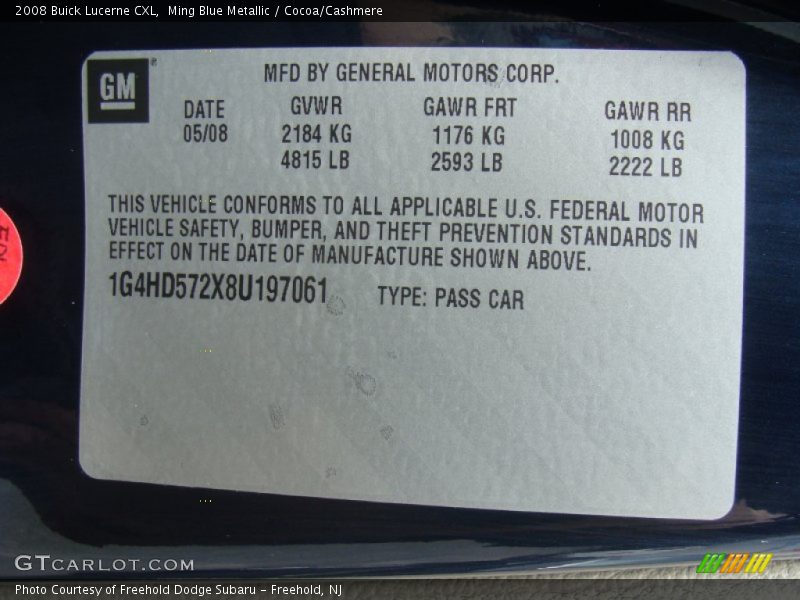 2008 Buick Lucerne CXL, Ming Blue Metallic / Cocoa/Cashmere
GM
MFD BY GENERAL MOTORS CORP.
DATE GVWR GAWR FRT GAWR RR
05/08 2184 KG 1176 KG 1008 KG
4815 LB 2593 LB 2222 LB
THIS VEHICLE CONFORMS TO ALL APPLICABLE U.S. FEDERAL MOTOR
VEHICLE SAFETY, BUMPER, AND THEFT PREVENTION STANDARDS IN
EFFECT ON THE DATE OF MANUFACTURE SHOWN ABOVE.
1G4HD572X8U197061 TYPE: PASS CAR
GTCARLOT.COM
Photo Courtesy of Freehold Dodge Subaru – Freehold, NJ